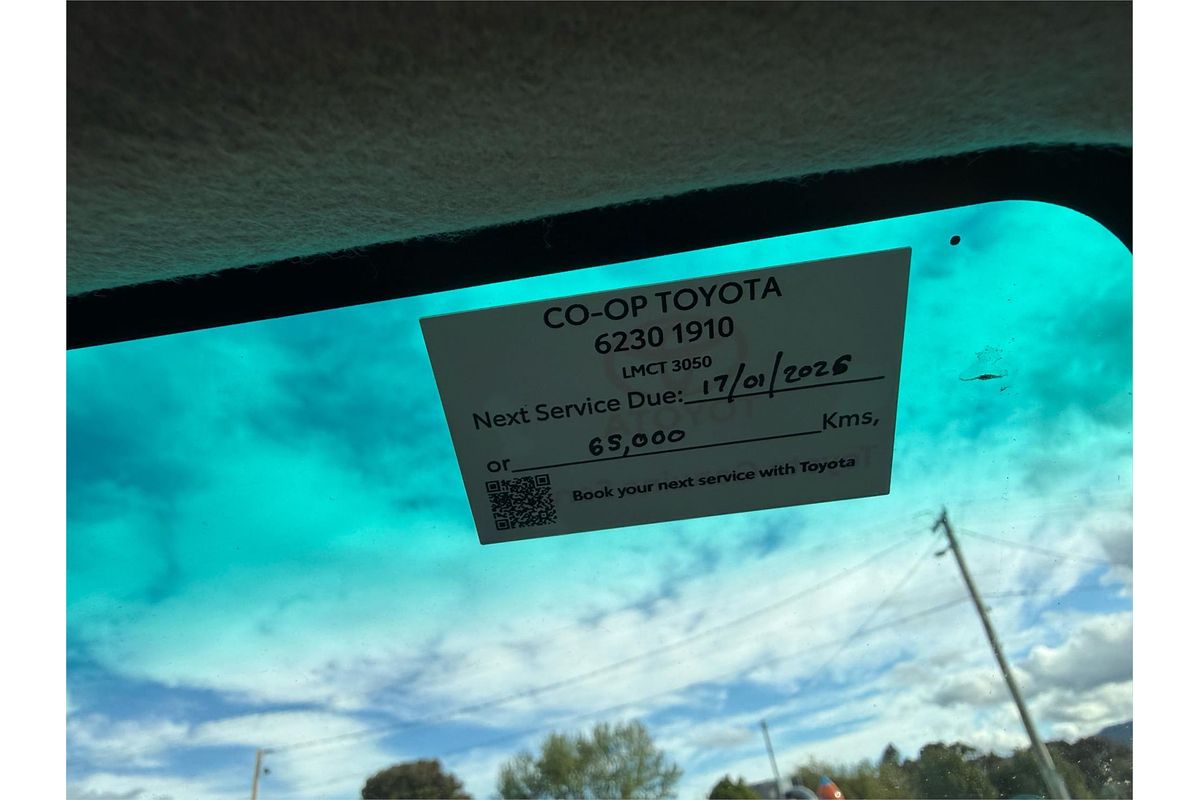 CO-OP TOYOTA
6230 1910
LMCT 3050
Next Service Due: 17/01/2026
or 65,000 Kms,
Book your next service with Toyota